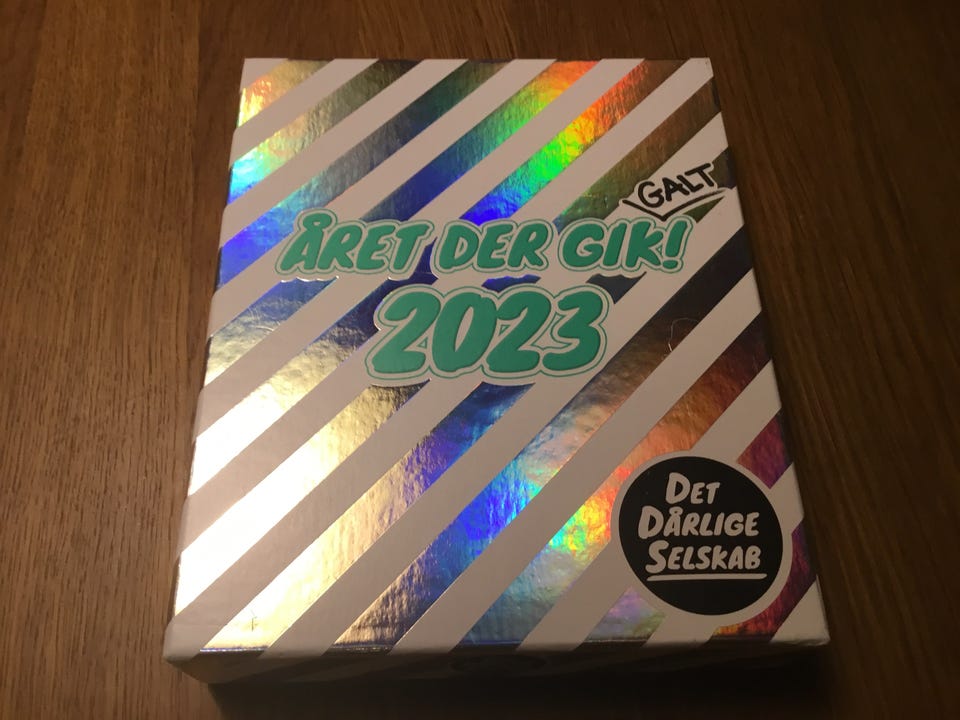 GALT
ÅRET DER GIK!
2023
DET
DÅRLIGE
SELSKAB